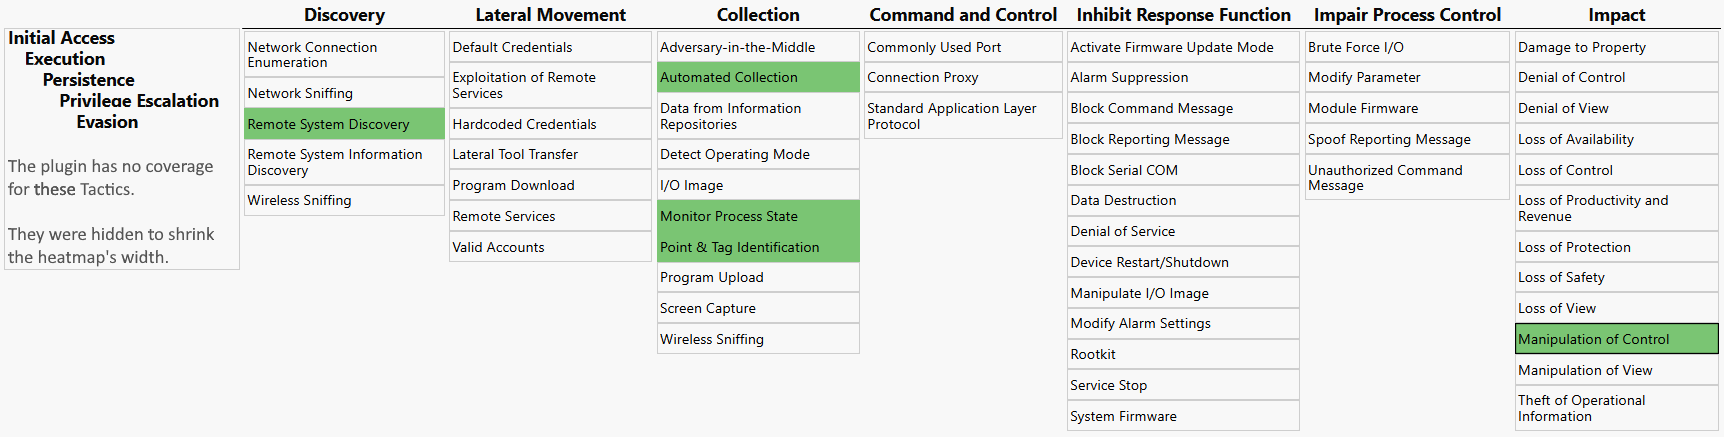 Initial Access
Execution
Persistence
Privilege Escalation
Evasion
The plugin has no coverage
for these Tactics.
They were hidden to shrink
the heatmap's width.
Discovery
Network Connection
Enumeration
Network Sniffing
Remote System Discovery
Remote System Information
Discovery
Wireless Sniffing
Lateral Movement
Default Credentials
Exploitation of Remote
Services
Hardcoded Credentials
Lateral Tool Transfer
Program Download
Remote Services
Valid Accounts
Collection
Adversary-in-the-Middle
Automated Collection
Data from Information
Repositories
Detect Operating Mode
I/O Image
Monitor Process State
Point & Tag Identification
Program Upload
Screen Capture
Wireless Sniffing
Command and Control
Commonly Used Port
Connection Proxy
Standard Application Layer
Protocol
Inhibit Response Function
Activate Firmware Update Mode
Alarm Suppression
Block Command Message
Block Reporting Message
Block Serial COM
Data Destruction
Denial of Service
Device Restart/Shutdown
Manipulate I/O Image
Modify Alarm Settings
Rootkit
Service Stop
System Firmware
Impair Process Control
Brute Force I/O
Modify Parameter
Module Firmware
Spoof Reporting Message
Unauthorized Command
Message
Impact
Damage to Property
Denial of Control
Denial of View
Loss of Availability
Loss of Control
Loss of Productivity and
Revenue
Loss of Protection
Loss of Safety
Loss of View
Manipulation of Control
Manipulation of View
Theft of Operational
Information